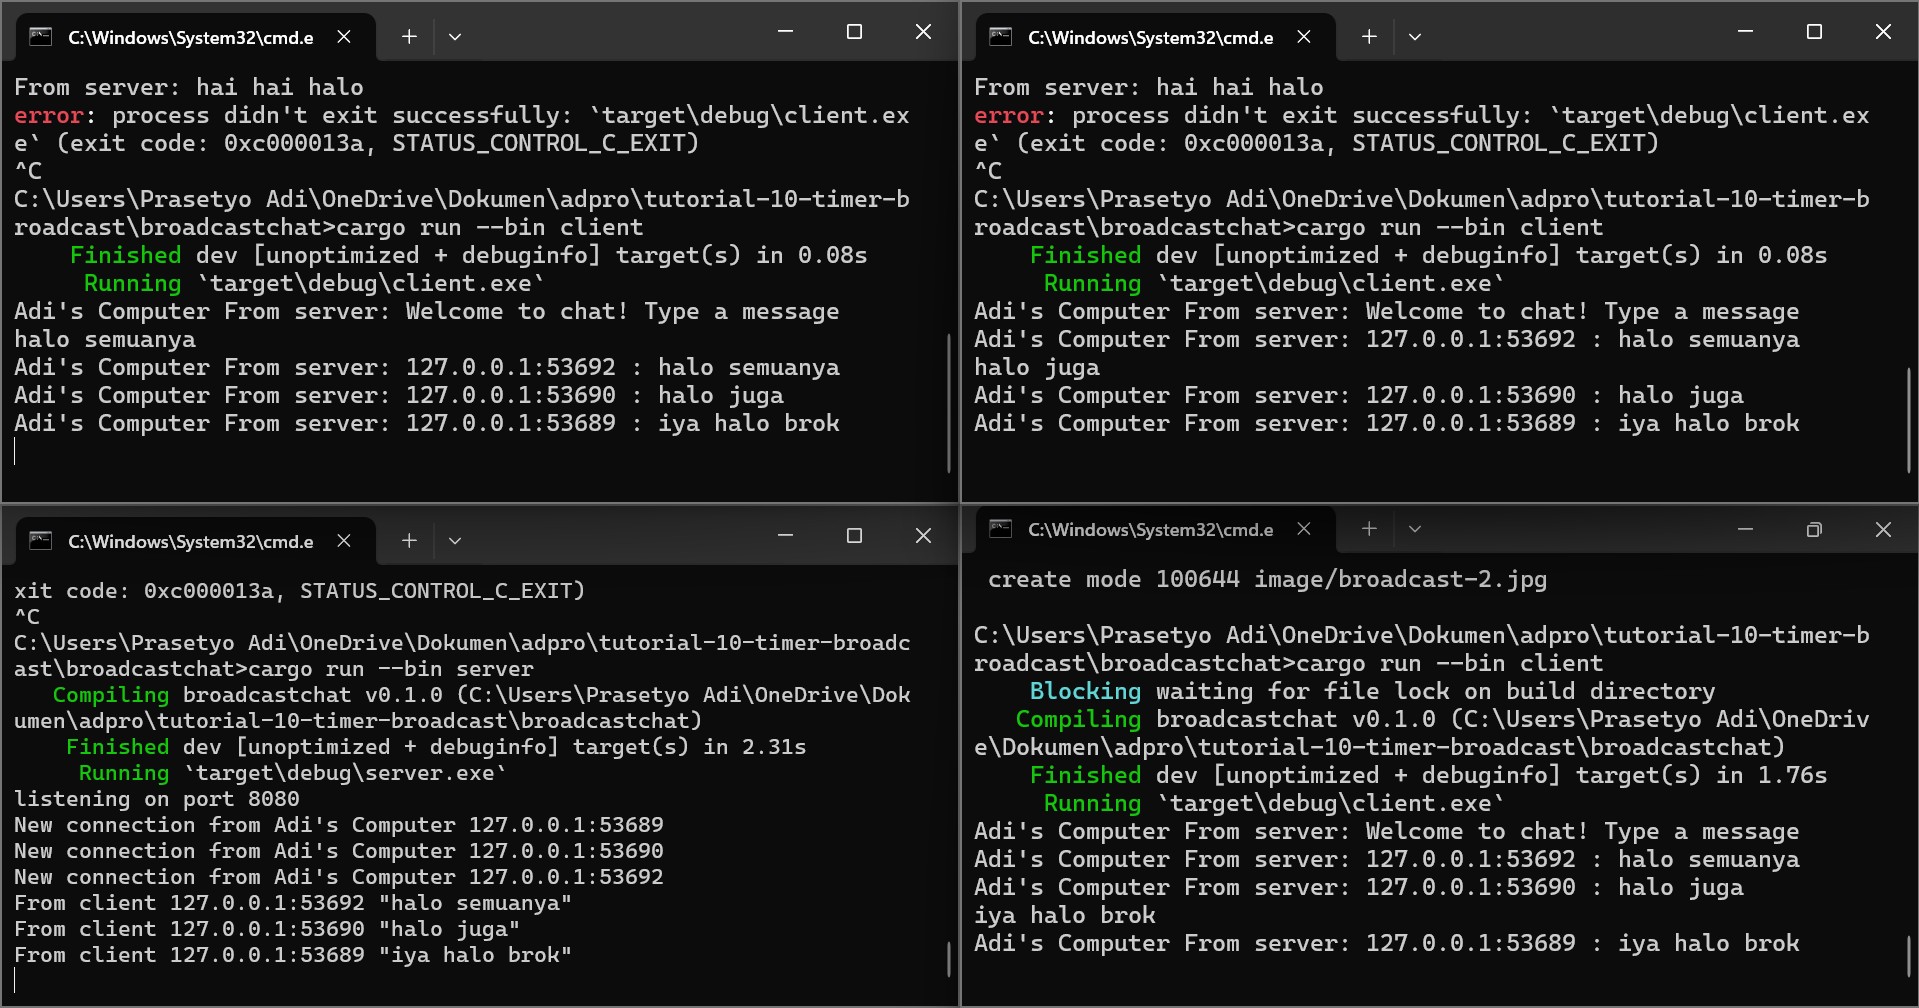 C:\Windows\System32\cmd.e
From server: hai hai halo
error: process didn't exit successfully: `target\debug\client.ex
e` (exit code: 0xc000013a, STATUS_CONTROL_C_EXIT)
^C
C:\Users\Prasetyo Adi\OneDrive\Dokumen\adpro\tutorial-10-timer-b
roadcast\broadcastchat>cargo run --bin client
    Finished dev [unoptimized + debuginfo] target(s) in 0.08s
     Running `target\debug\client.exe`
Adi's Computer From server: Welcome to chat! Type a message
halo semuanya
Adi's Computer From server: 127.0.0.1:53692 : halo semuanya
Adi's Computer From server: 127.0.0.1:53690 : halo juga
Adi's Computer From server: 127.0.0.1:53689 : iya halo brok
C:\Windows\System32\cmd.e
From server: hai hai halo
error: process didn't exit successfully: `target\debug\client.ex
e` (exit code: 0xc000013a, STATUS_CONTROL_C_EXIT)
^C
C:\Users\Prasetyo Adi\OneDrive\Dokumen\adpro\tutorial-10-timer-b
roadcast\broadcastchat>cargo run --bin client
    Finished dev [unoptimized + debuginfo] target(s) in 0.08s
     Running `target\debug\client.exe`
Adi's Computer From server: Welcome to chat! Type a message
Adi's Computer From server: 127.0.0.1:53692 : halo semuanya
halo juga
Adi's Computer From server: 127.0.0.1:53690 : halo juga
Adi's Computer From server: 127.0.0.1:53689 : iya halo brok
C:\Windows\System32\cmd.e
xit code: 0xc000013a, STATUS_CONTROL_C_EXIT)
^C
C:\Users\Prasetyo Adi\OneDrive\Dokumen\adpro\tutorial-10-timer-broadc
ast\broadcastchat>cargo run --bin server
   Compiling broadcastchat v0.1.0 (C:\Users\Prasetyo Adi\OneDrive\Dok
umen\adpro\tutorial-10-timer-broadcast\broadcastchat)
    Finished dev [unoptimized + debuginfo] target(s) in 2.31s
     Running `target\debug\server.exe`
listening on port 8080
New connection from Adi's Computer 127.0.0.1:53689
New connection from Adi's Computer 127.0.0.1:53690
New connection from Adi's Computer 127.0.0.1:53692
From client 127.0.0.1:53692 "halo semuanya"
From client 127.0.0.1:53690 "halo juga"
From client 127.0.0.1:53689 "iya halo brok"
C:\Windows\System32\cmd.e
 create mode 100644 image/broadcast-2.jpg
C:\Users\Prasetyo Adi\OneDrive\Dokumen\adpro\tutorial-10-timer-b
roadcast\broadcastchat>cargo run --bin client
    Blocking waiting for file lock on build directory
   Compiling broadcastchat v0.1.0 (C:\Users\Prasetyo Adi\OneDriv
e\Dokumen\adpro\tutorial-10-timer-broadcast\broadcastchat)
    Finished dev [unoptimized + debuginfo] target(s) in 1.76s
     Running `target\debug\client.exe`
Adi's Computer From server: Welcome to chat! Type a message
Adi's Computer From server: 127.0.0.1:53692 : halo semuanya
Adi's Computer From server: 127.0.0.1:53690 : halo juga
iya halo brok
Adi's Computer From server: 127.0.0.1:53689 : iya halo brok